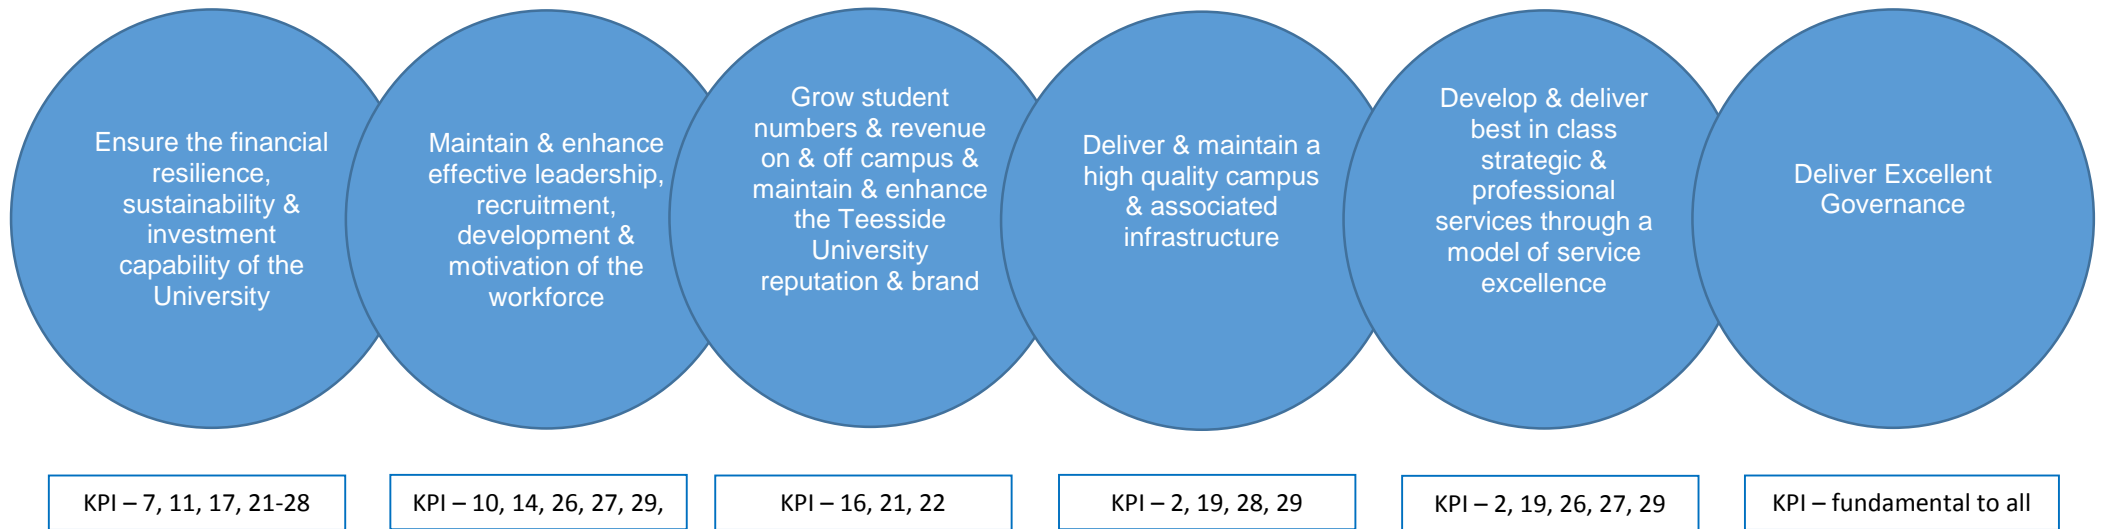 Ensure the financial
resilience,
sustainability &
investment
capability of the
University
Maintain & enhance
effective leadership,
recruitment,
development &
motivation of the
workforce
Grow student
numbers & revenue
on & off campus &
maintain & enhance
the Teesside
University
reputation & brand
Deliver & maintain a
high quality campus
& associated
infrastructure
Develop & deliver
best in class
strategic &
professional
services through a
model of service
excellence
Deliver Excellent
Governance
KPI – 7, 11, 17, 21-28
KPI – 10, 14, 26, 27, 29,
KPI – 16, 21, 22
KPI – 2, 19, 28, 29
KPI – 2, 19, 26, 27, 29
KPI – fundamental to all